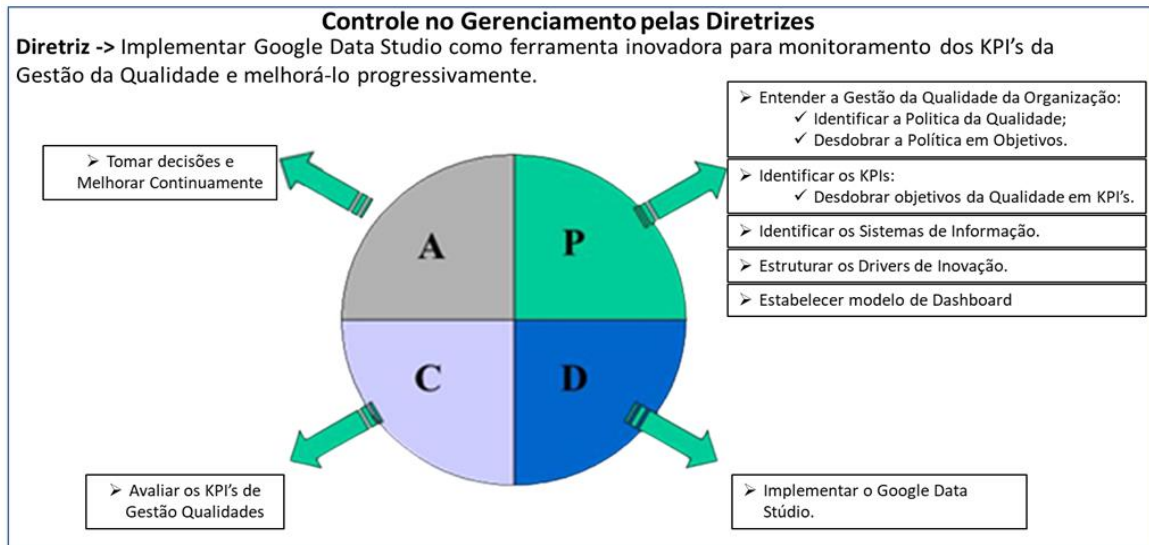 Controle no Gerenciamento pelas Diretrizes
Diretriz -> Implementar Google Data Studio como ferramenta inovadora para monitoramento dos KPI’s da
Gestão da Qualidade e melhorá-lo progressivamente.
➢ Entender a Gestão da Qualidade da Organização:
✓ Identificar a Politica da Qualidade;
✓ Desdobrar a Política em Objetivos.
➢ Identificar os KPIs:
✓ Desdobrar objetivos da Qualidade em KPI’s.
➢ Identificar os Sistemas de Informação.
➢ Estruturar os Drivers de Inovação.
➢ Estabelecer modelo de Dashboard
➢ Tomar decisões e
Melhorar Continuamente
A
P
C
D
➢ Avaliar os KPI’s de
Gestão Qualidades
➢ Implementar o Google Data
Stúdio.